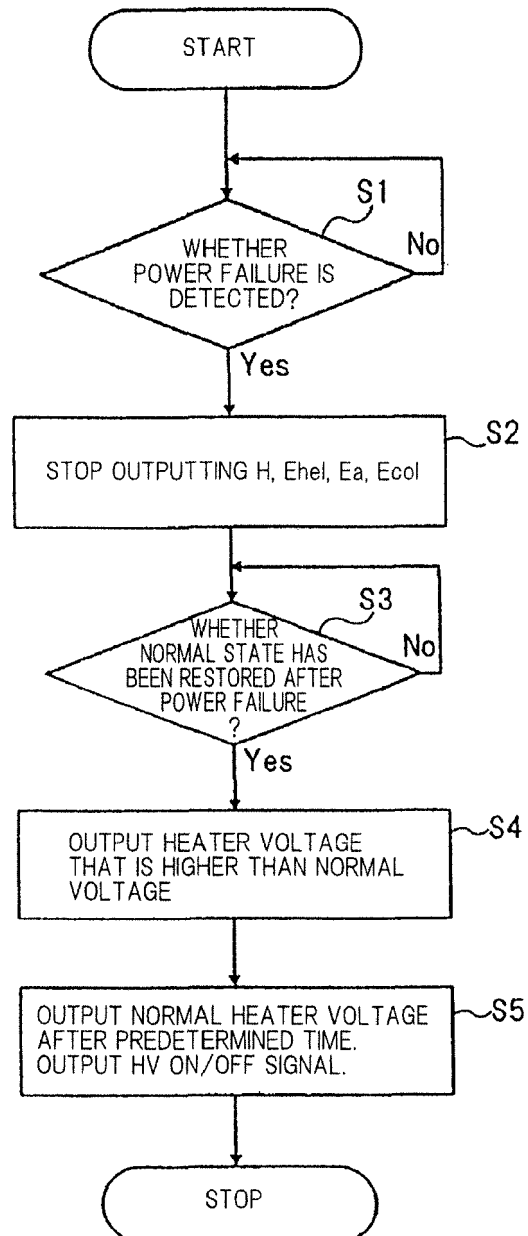 START
S1
WHETHER
POWER FAILURE IS
DETECTED?
No
Yes
S2
STOP OUTPUTTING H, Ehel, Ea, Ecol
S3
WHETHER
NORMAL STATE HAS
BEEN RESTORED AFTER
POWER FAILURE
?
No
Yes
S4
OUTPUT HEATER VOLTAGE
THAT IS HIGHER THAN NORMAL
VOLTAGE
S5
OUTPUT NORMAL HEATER VOLTAGE
AFTER PREDETERMINED TIME.
OUTPUT HV ON/OFF SIGNAL.
STOP